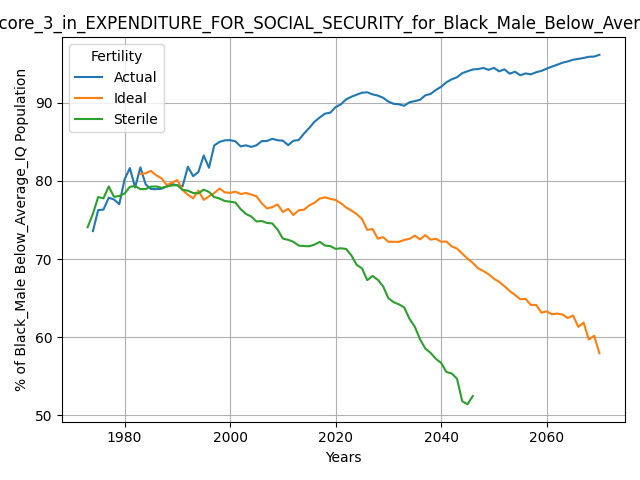 core_3_in_EXPENDITURE_FOR_SOCIAL_SECURITY_for_Black_Male_Below_Aver
Fertility
Actual
Ideal
Sterile
% of Black_Male Below_Average_IQ Population
90
80
70
60
50
1980
2000
2020
2040
2060
Years